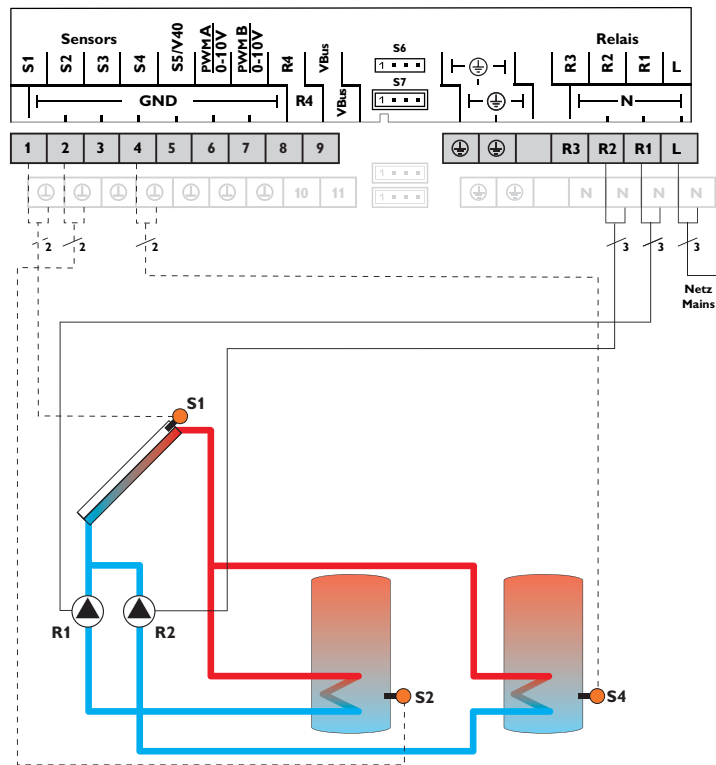 Sensors
Relais
S1 S2 S3 S4 S5/V40 PWM A 0-10V PWM B 0-10V R4 VBus
S6
1
S7
1
R3 R2 R1 L
GND
R4
VBus
N
1 2 3 4 5 6 7 8 9
R3 R2 R1 L
10 11
1
1
N N N N
2 2 2
3 3 3
Netz
Mains
S1
R1
R2
S2
S4